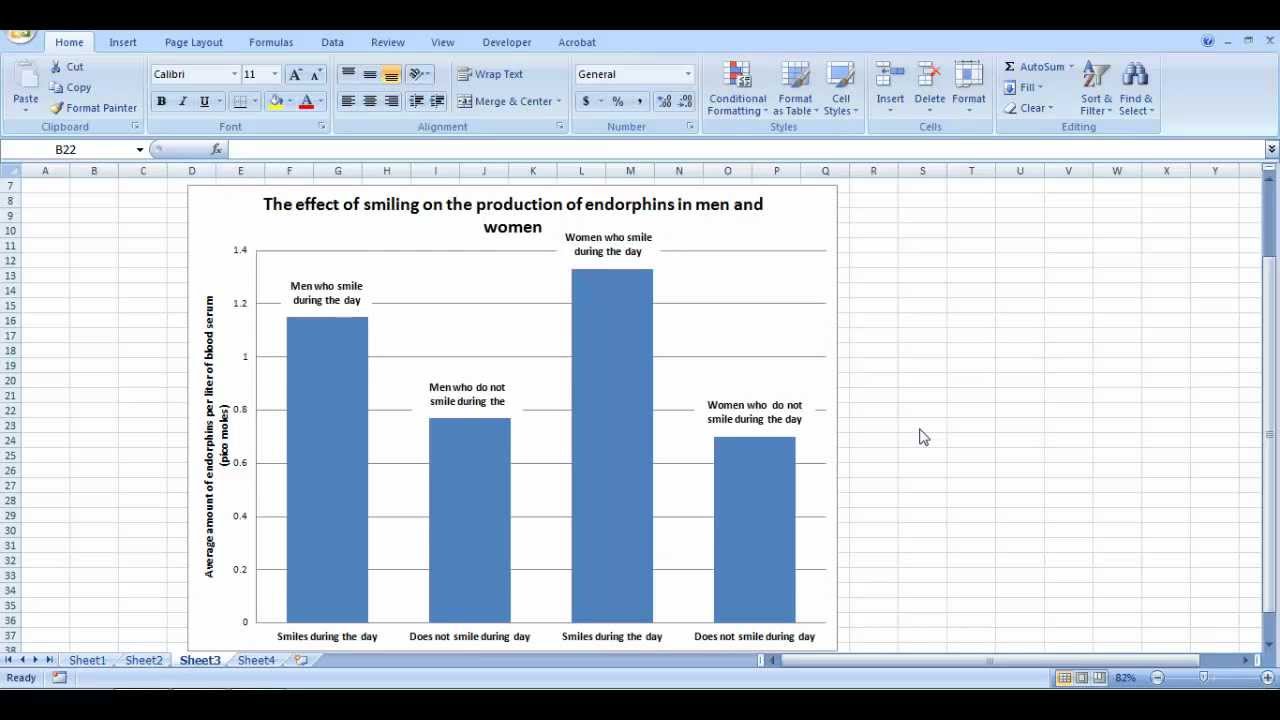 Home Insert Page Layout Formulas Data Review View Developer Acrobat
Paste
Cut
Copy
Format Painter
Clipboard
Calibri 11 A A
B I U A
Font
Wrap Text
Merge & Center
Alignment
General
$ % , .0 .00 .00 .0
Number
Conditional Formatting
Format as Table
Cell Styles
Styles
Insert Delete Format
Cells
Σ AutoSum
Fill
Clear
Sort & Filter
Find & Select
Editing
B22 fx
A B C D E F G H I J K L M N O P Q R S T U V W X Y
7
8
9
10
11
12
13
14
15
16
17
18
19
20
21
22
23
24
25
26
27
28
29
30
31
32
33
34
35
36
37
38
The effect of smiling on the production of endorphins in men and
women
Average amount of endorphins per liter of blood serum
(pico moles)
1.4
1.2
1
0.8
0.6
0.4
0.2
0
Men who smile
during the day
Men who do not
smile during the
Women who smile
during the day
Women who do not
smile during the day
Smiles during the day Does not smile during day Smiles during the day Does not smile during day
Sheet1 Sheet2 Sheet3 Sheet4
Ready 82%